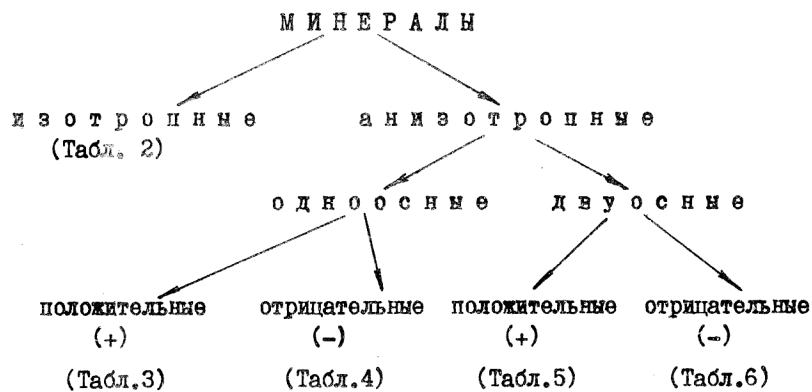 МИНЕРАЛЫ
изотропные анизотропные
(Табл. 2)
одноосные двуосные
положительные отрицательные положительные отрицательные
(+) (-) (+) (-)
(Табл.3) (Табл.4) (Табл.5) (Табл.6)